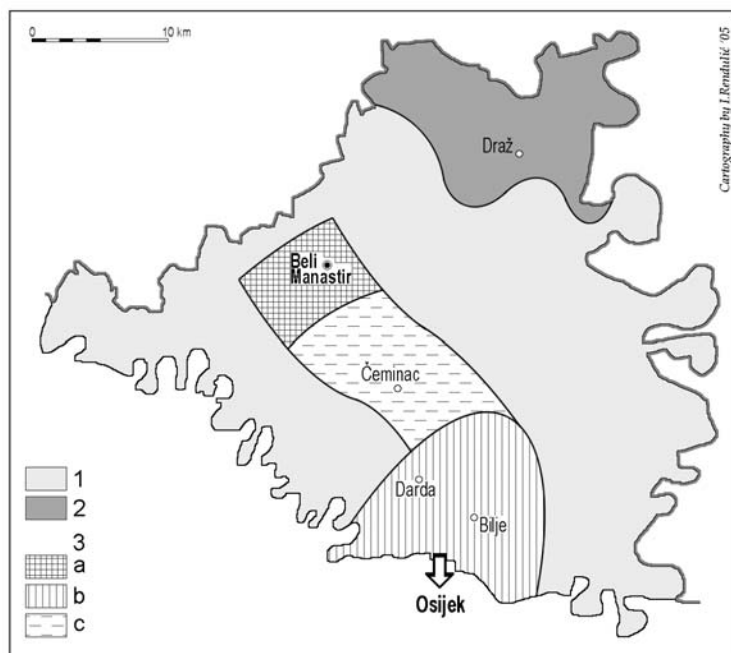 0 10 km
Cartography by I.Rendulić '05
Draž
Beli
Manastir
Čeminac
Darda
Bilje
Osijek
1
2
3
a
b
c